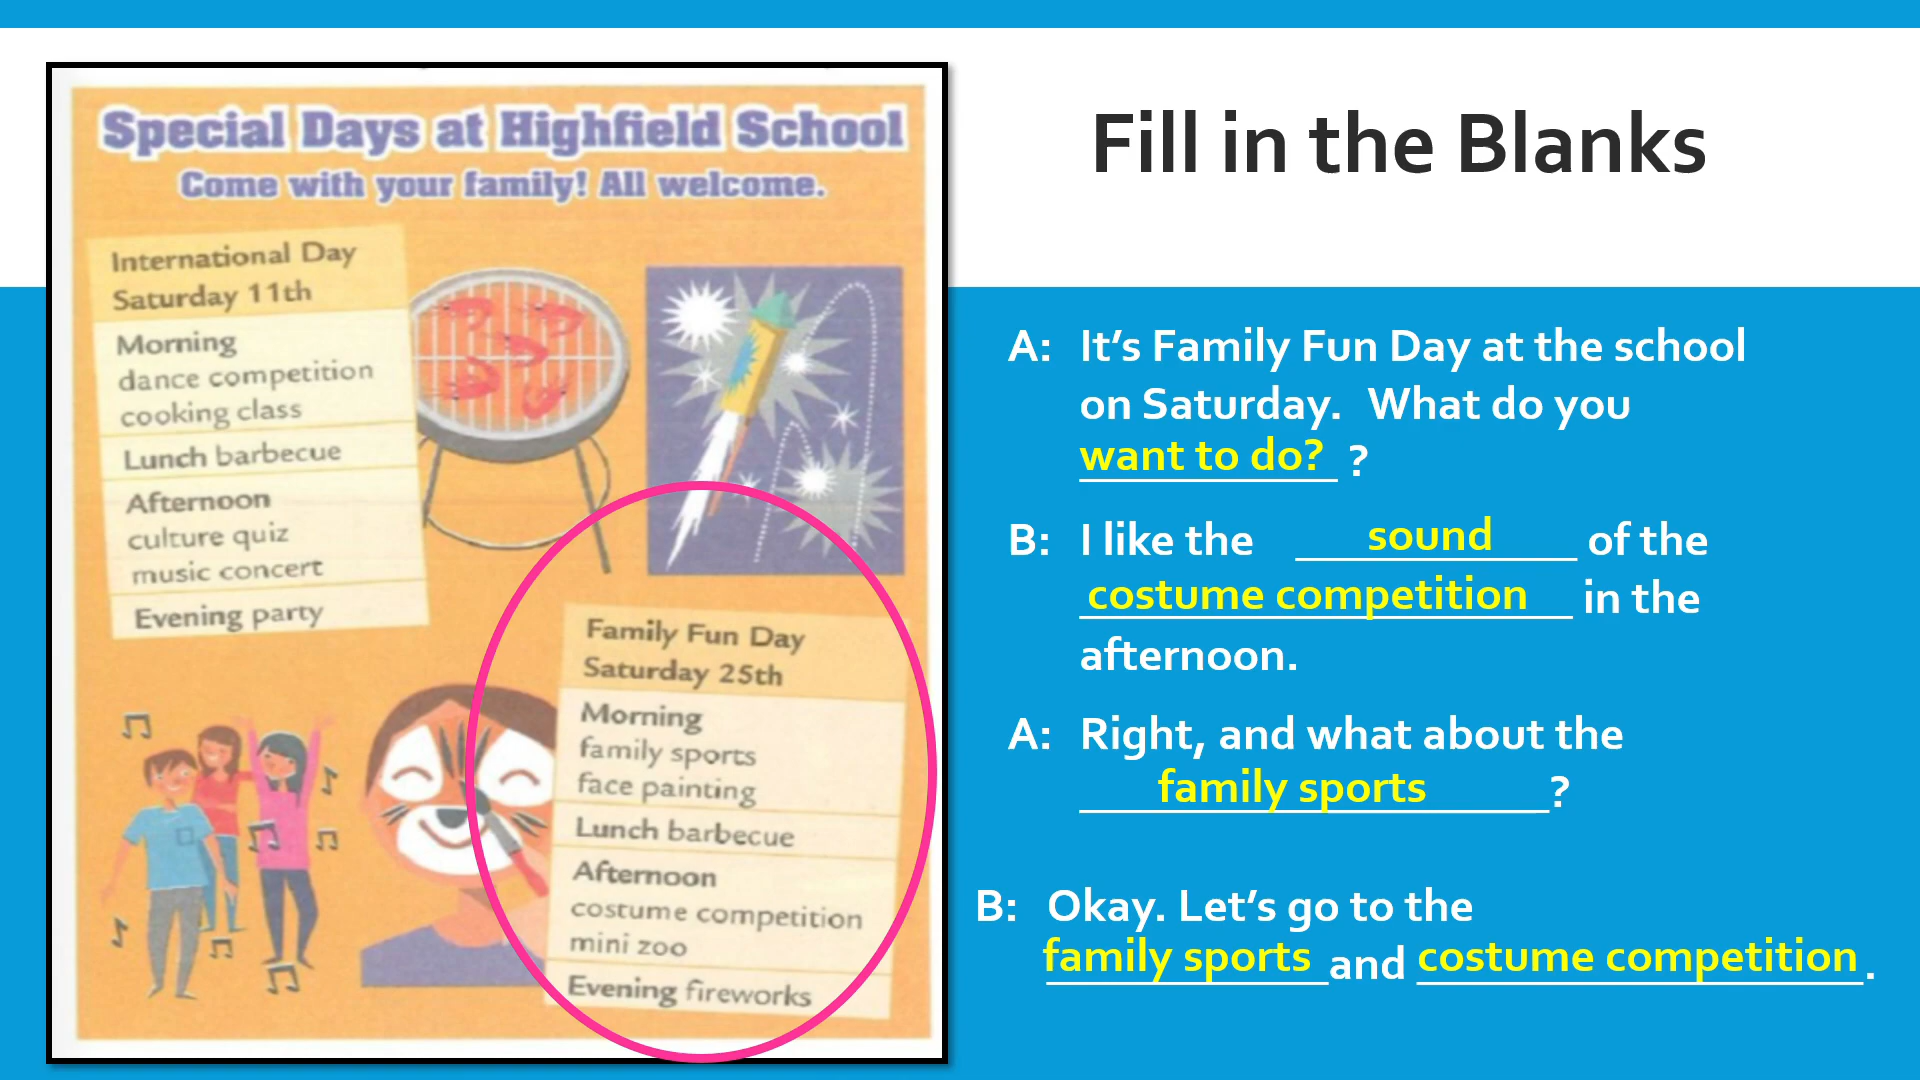 Special Days at Highfield School
Come with your family! All welcome.
International Day
Saturday 11th
Morning
dance competition
cooking class
Lunch barbecue
Afternoon
culture quiz
music concert
Evening party
Family Fun Day
Saturday 25th
Morning
family sports
face painting
Lunch barbecue
Afternoon
costume competition
mini zoo
Evening fireworks
Fill in the Blanks
A: It's Family Fun Day at the school
on Saturday. What do you
want to do? ?
B: I like the sound of the
costume competition in the
afternoon.
A: Right, and what about the
family sports?
B: Okay. Let's go to the
family sports and costume competition.